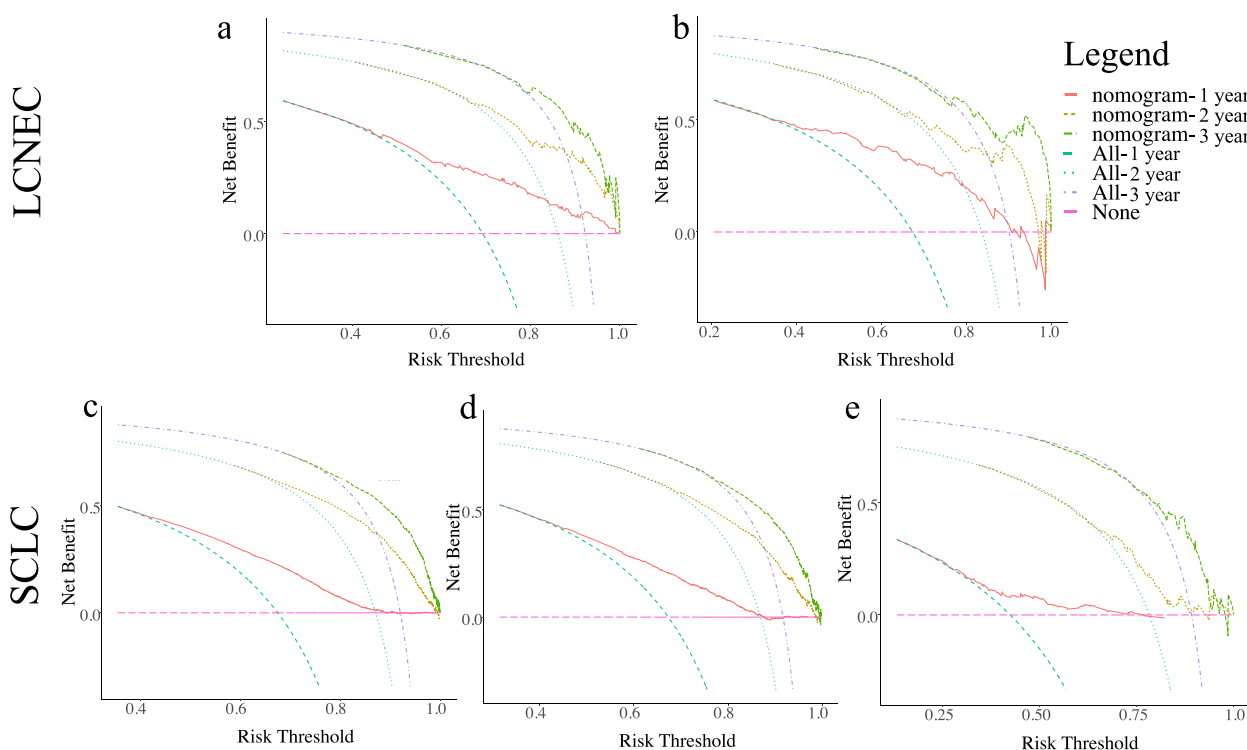 LCNEC
a
Net Benefit
0.5
0.0
0.4
0.6
0.8
1.0
Risk Threshold
b
Net Benefit
0.5
0.0
0.2
0.4
0.6
0.8
1.0
Risk Threshold
Legend
nomogram- 1 year
nomogram- 2 year
nomogram- 3 year
All- 1 year
All- 2 year
All- 3 year
None
SCLC
c
Net Benefit
0.5
0.0
0.4
0.6
0.8
1.0
Risk Threshold
d
Net Benefit
0.5
0.0
0.4
0.6
0.8
1.0
Risk Threshold
e
Net Benefit
0.5
0.0
0.25
0.50
0.75
1.0
Risk Threshold